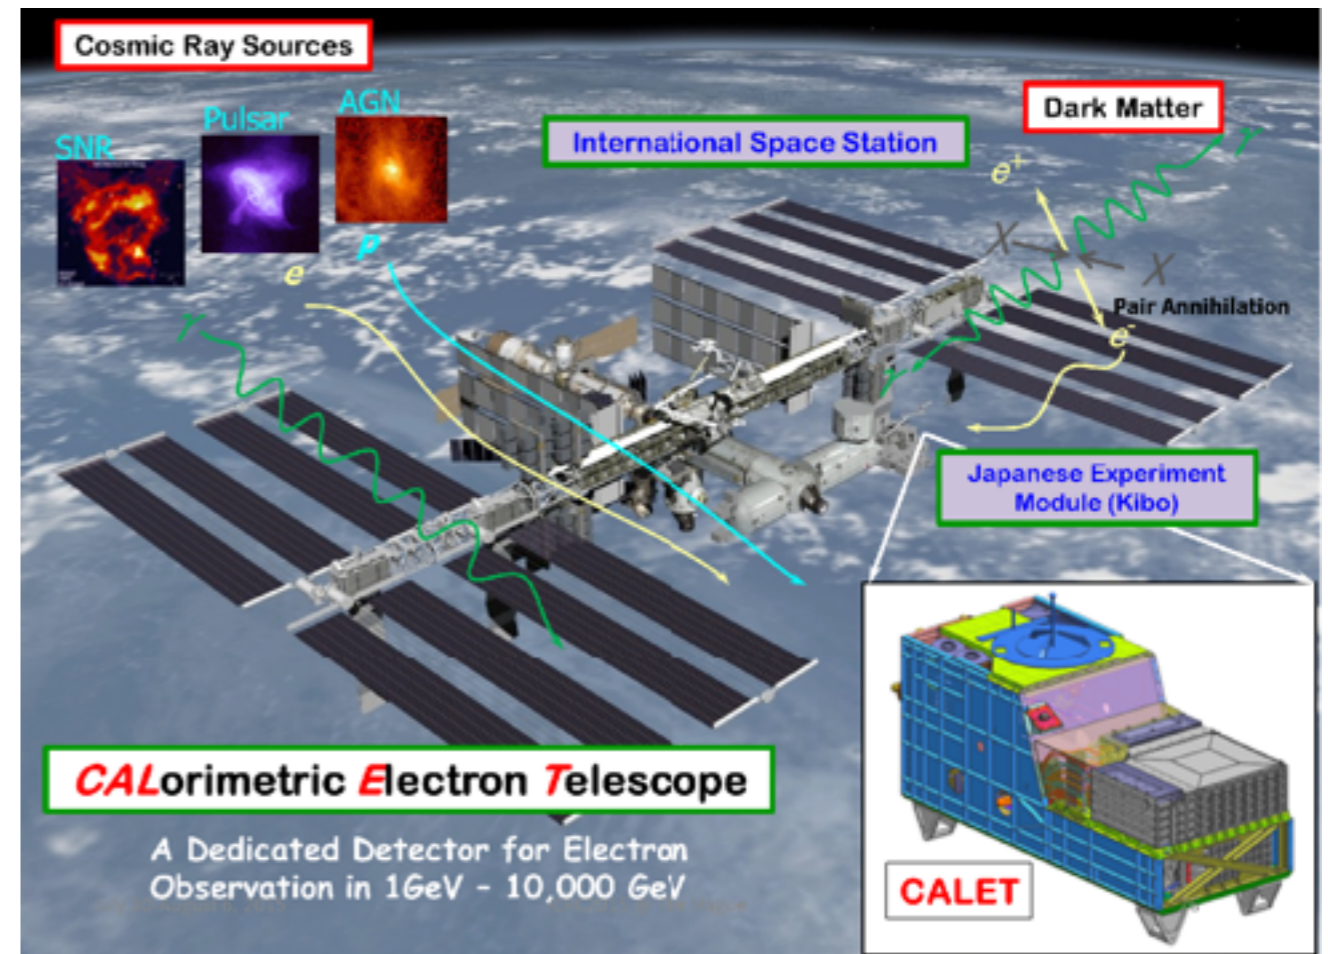 Cosmic Ray Sources
SNR
Pulsar
AGN
International Space Station
Dark Matter
γ
e+
χ
χ
Pair Annihilation
e-
γ
p
e
γ
Japanese Experiment
Module (Kibo)
CALorimetric Electron Telescope
A Dedicated Detector for Electron
Observation in 1GeV - 10,000 GeV
CALET